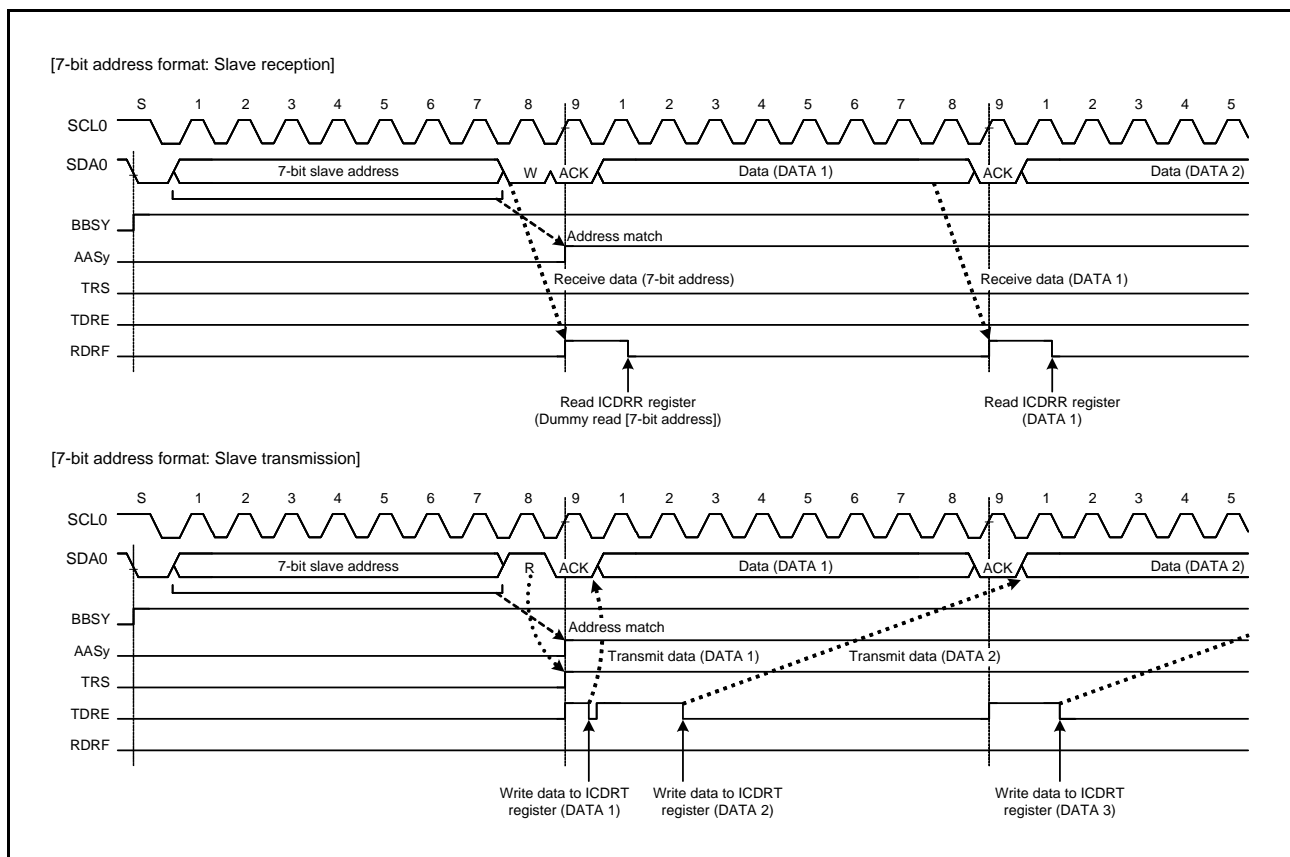 [7-bit address format: Slave reception]
S 1 2 3 4 5 6 7 8 9 1 2 3 4 5 6 7 8 9 1 2 3 4 5
SCL0
SDA0 7-bit slave address W ACK Data (DATA 1) ACK Data (DATA 2)
BBSY
Address match
AASy
Receive data (7-bit address) Receive data (DATA 1)
TRS
TDRE
RDRF
Read ICDRR register Read ICDRR register
(Dummy read [7-bit address]) (DATA 1)
[7-bit address format: Slave transmission]
S 1 2 3 4 5 6 7 8 9 1 2 3 4 5 6 7 8 9 1 2 3 4 5
SCL0
SDA0 7-bit slave address R ACK Data (DATA 1) ACK Data (DATA 2)
BBSY
Address match
AASy
Transmit data (DATA 1) Transmit data (DATA 2)
TRS
TDRE
RDRF
Write data to ICDRT Write data to ICDRT Write data to ICDRT
register (DATA 1) register (DATA 2) register (DATA 3)